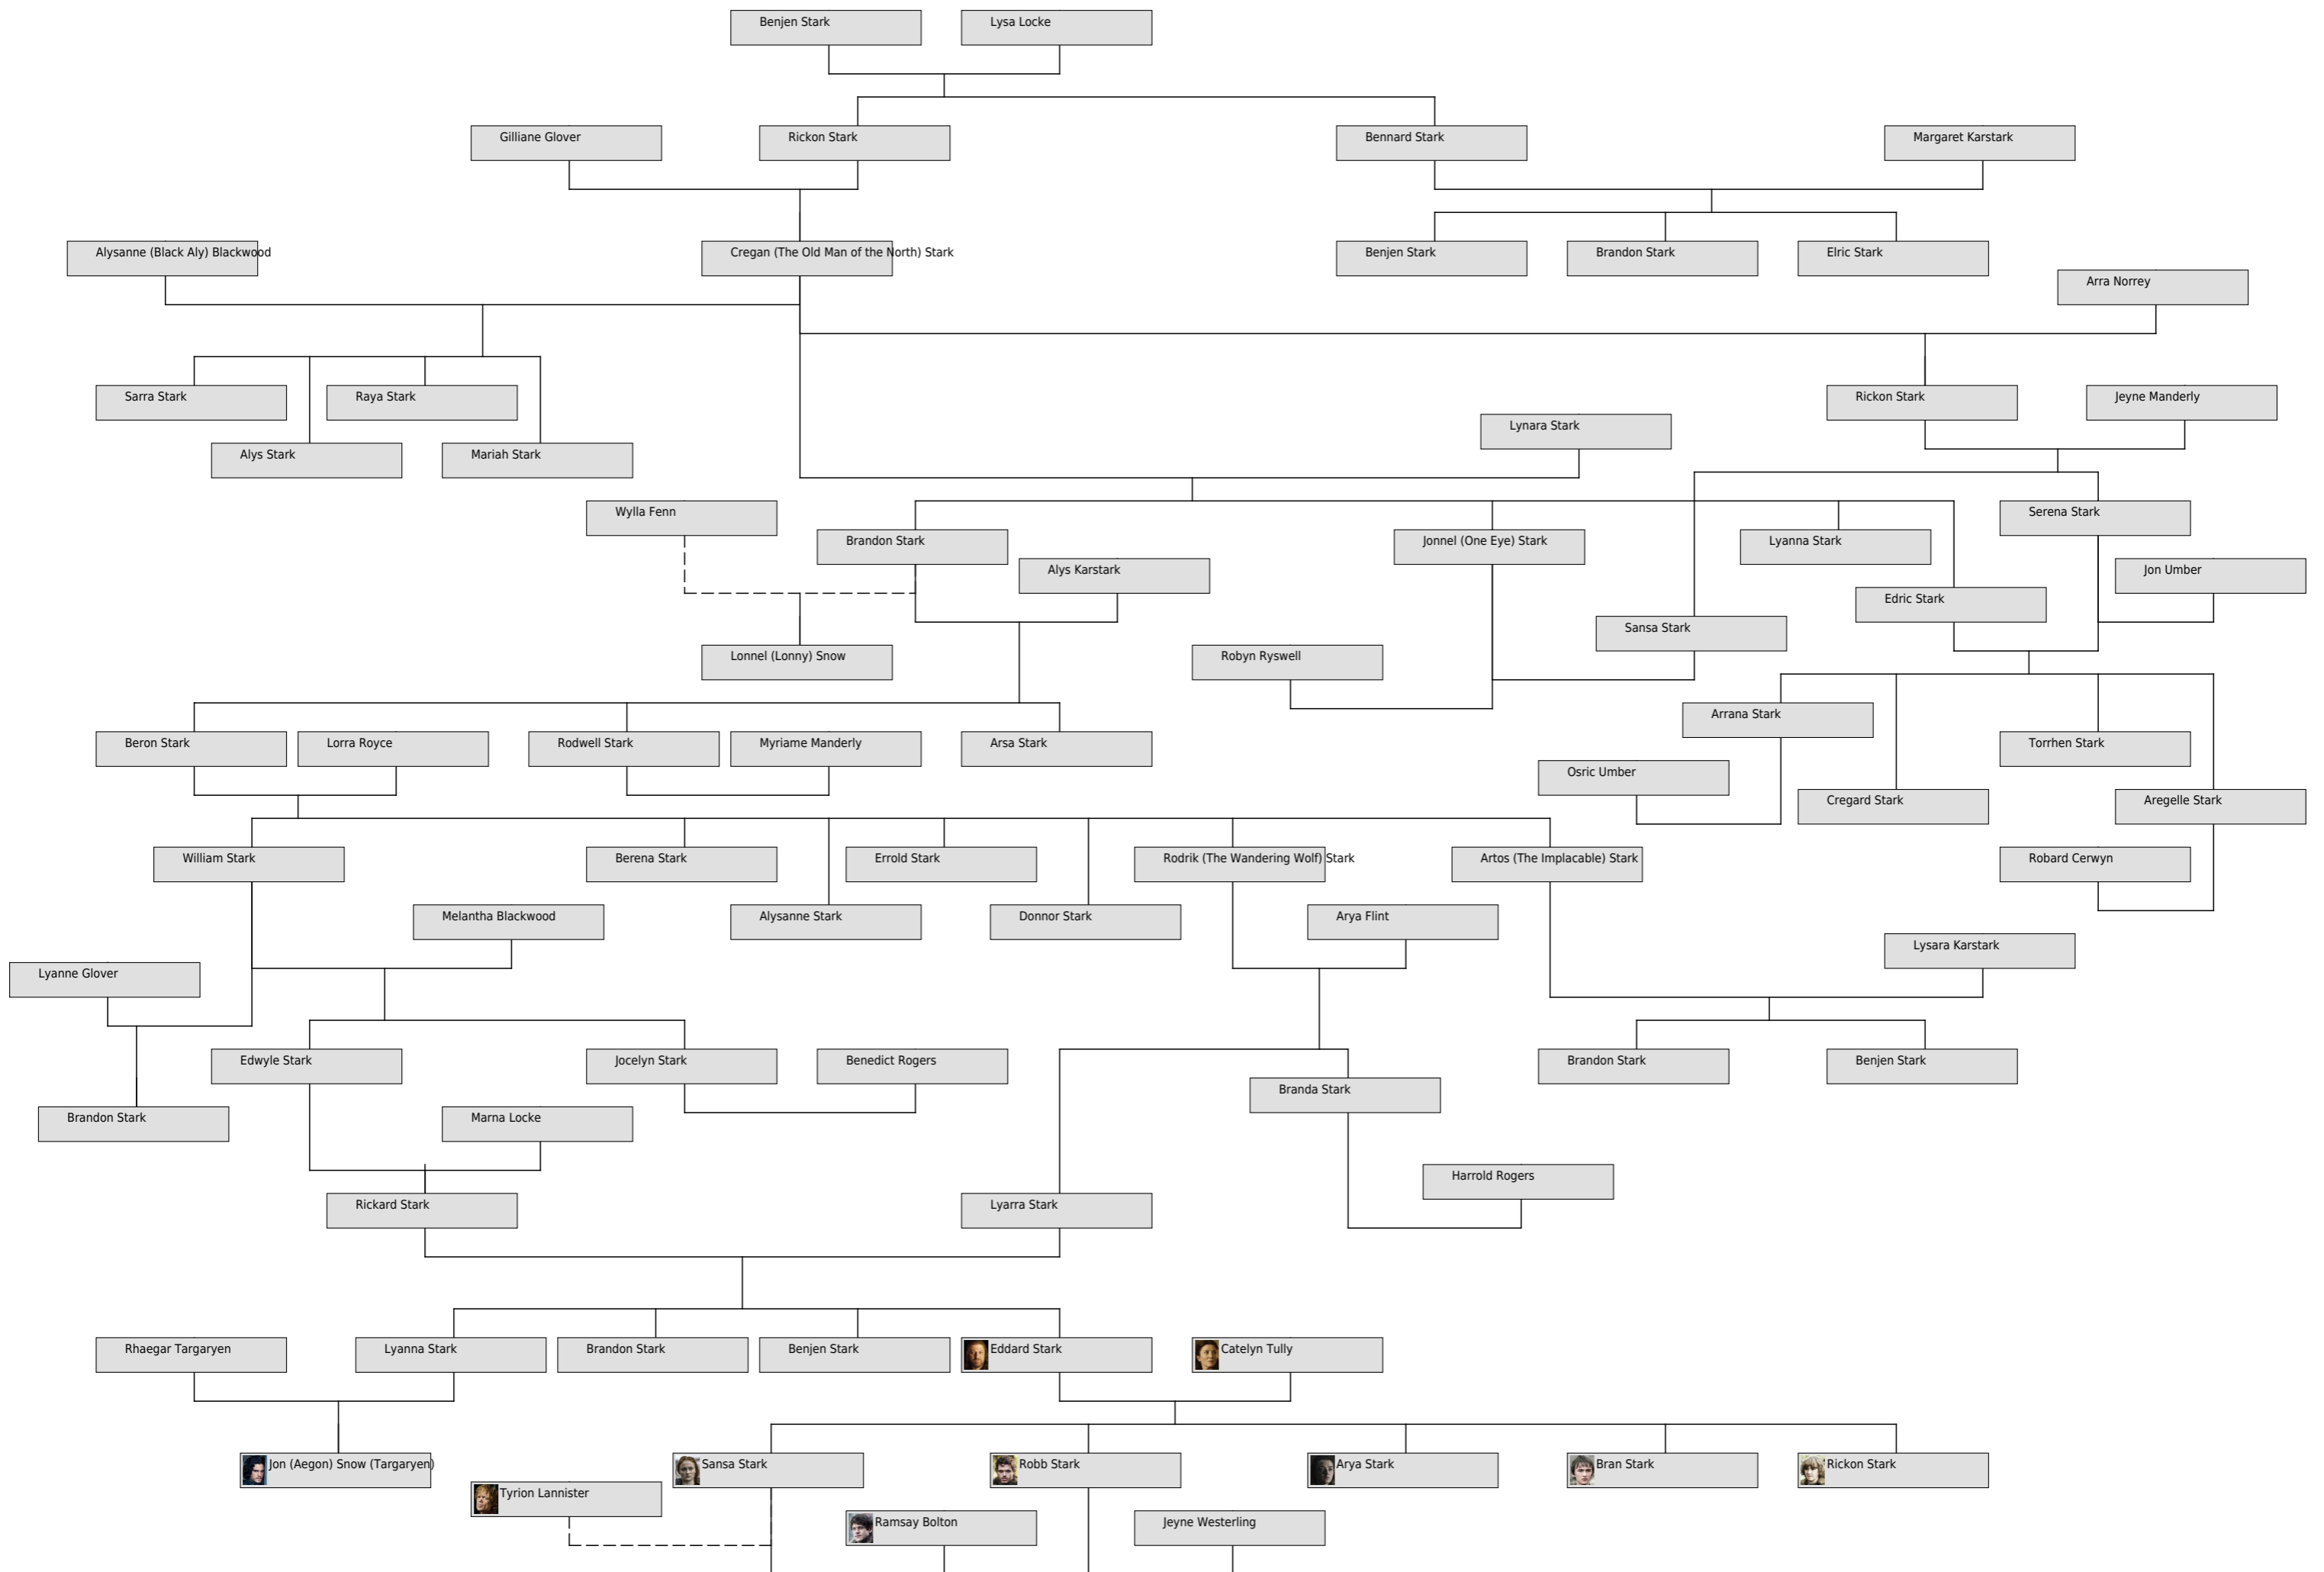 Benjen Stark
Lysa Locke
Gilliane Glover
Rickon Stark
Bennard Stark
Margaret Karstark
Alysanne (Black Aly) Blackwood
Cregan (The Old Man of the North) Stark
Benjen Stark
Brandon Stark
Elric Stark
Arra Norrey
Sarra Stark
Raya Stark
Rickon Stark
Jeyne Manderly
Lynara Stark
Alys Stark
Mariah Stark
Wylla Fenn
Serena Stark
Brandon Stark
Jonnel (One Eye) Stark
Lyanna Stark
Alys Karstark
Jon Umber
Edric Stark
Sansa Stark
Lonnel (Lonny) Snow
Robyn Ryswell
Arrana Stark
Beron Stark
Lorra Royce
Rodwell Stark
Myriame Manderly
Arsa Stark
Torrhen Stark
Osric Umber
Cregard Stark
Aregelle Stark
William Stark
Berena Stark
Errold Stark
Rodrik (The Wandering Wolf) Stark
Artos (The Implacable) Stark
Robard Cerwyn
Melantha Blackwood
Alysanne Stark
Donnor Stark
Arya Flint
Lysara Karstark
Lyanne Glover
Edwyle Stark
Jocelyn Stark
Benedict Rogers
Brandon Stark
Benjen Stark
Branda Stark
Brandon Stark
Marna Locke
Harrold Rogers
Rickard Stark
Lyarra Stark
Rhaegar Targaryen
Lyanna Stark
Brandon Stark
Benjen Stark
Eddard Stark
Catelyn Tully
Jon (Aegon) Snow (Targaryen)
Sansa Stark
Robb Stark
Arya Stark
Bran Stark
Rickon Stark
Tyrion Lannister
Ramsay Bolton
Jeyne Westerling